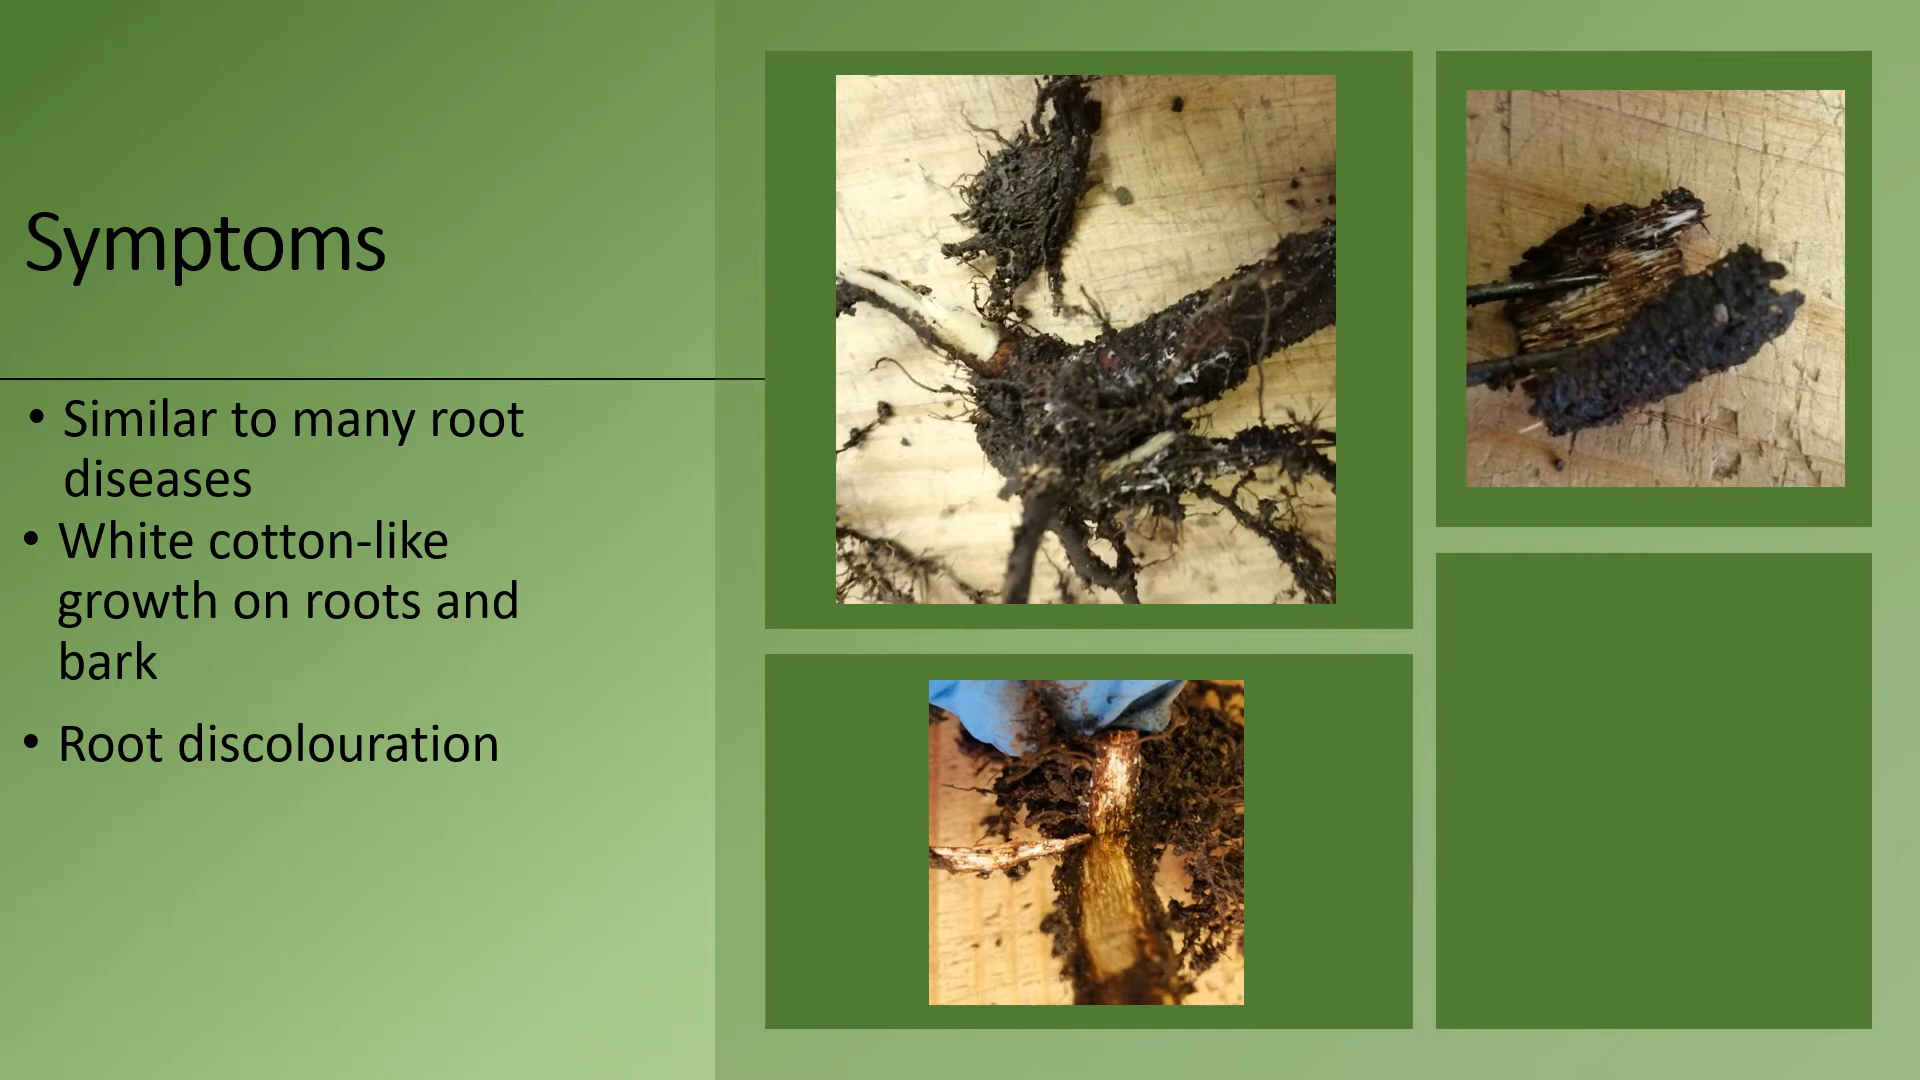 Symptoms
• Similar to many root
diseases
• White cotton-like
growth on roots and
bark
• Root discolouration